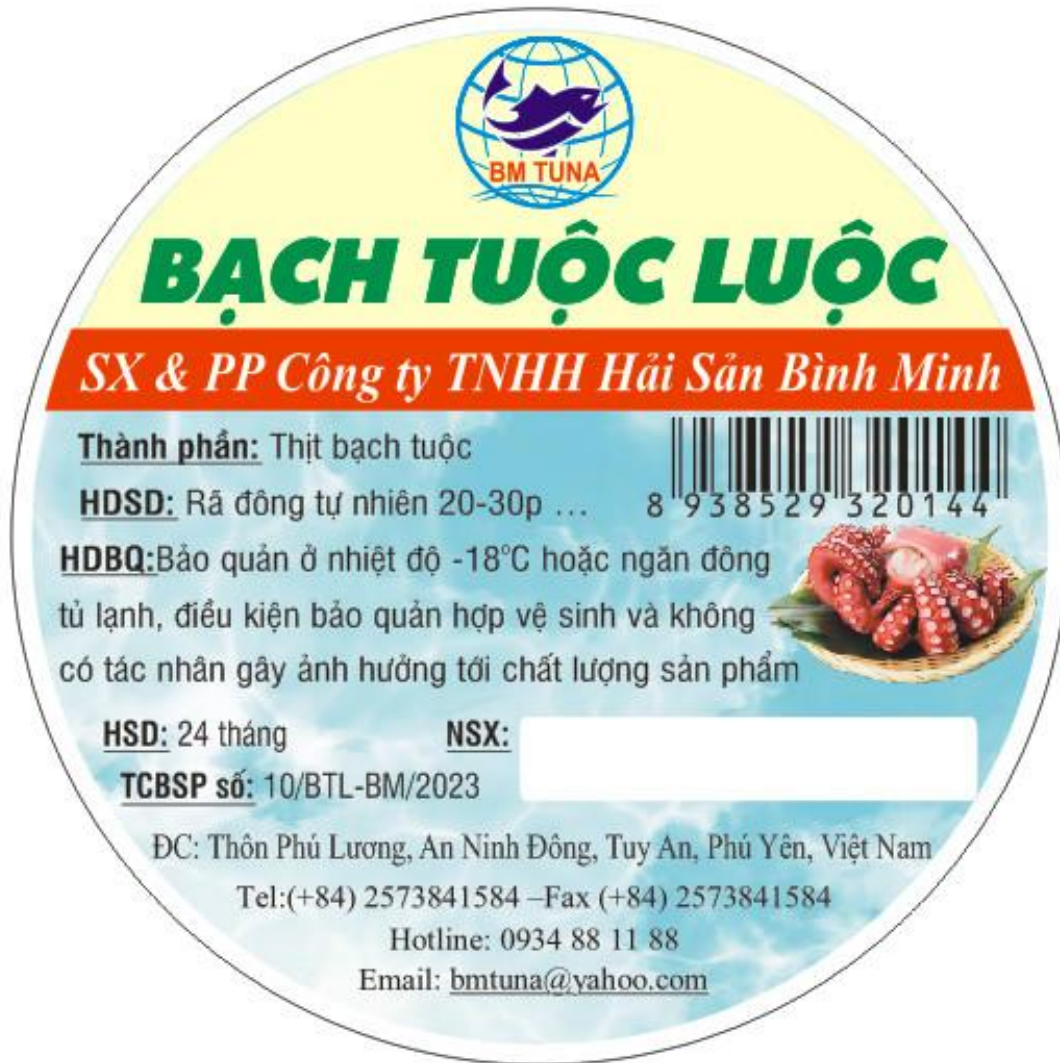 BM TUNA
BẠCH TUỘC LUỘC
SX & PP Công ty TNHH Hải Sản Bình Minh
Thành phần: Thịt bạch tuộc
HDSD: Rã đông tự nhiên 20-30p ...
8 938529 320144
HDBQ:Bảo quản ở nhiệt độ -18°C hoặc ngăn đông
tủ lạnh, điều kiện bảo quản hợp vệ sinh và không
có tác nhân gây ảnh hưởng tới chất lượng sản phẩm
HSD: 24 tháng NSX:
TCBSP số: 10/BTL-BM/2023
ĐC: Thôn Phú Lương, An Ninh Đông, Tuy An, Phú Yên, Việt Nam
Tel:(+84) 2573841584 –Fax (+84) 2573841584
Hotline: 0934 88 11 88
Email: bmtuna@yahoo.com